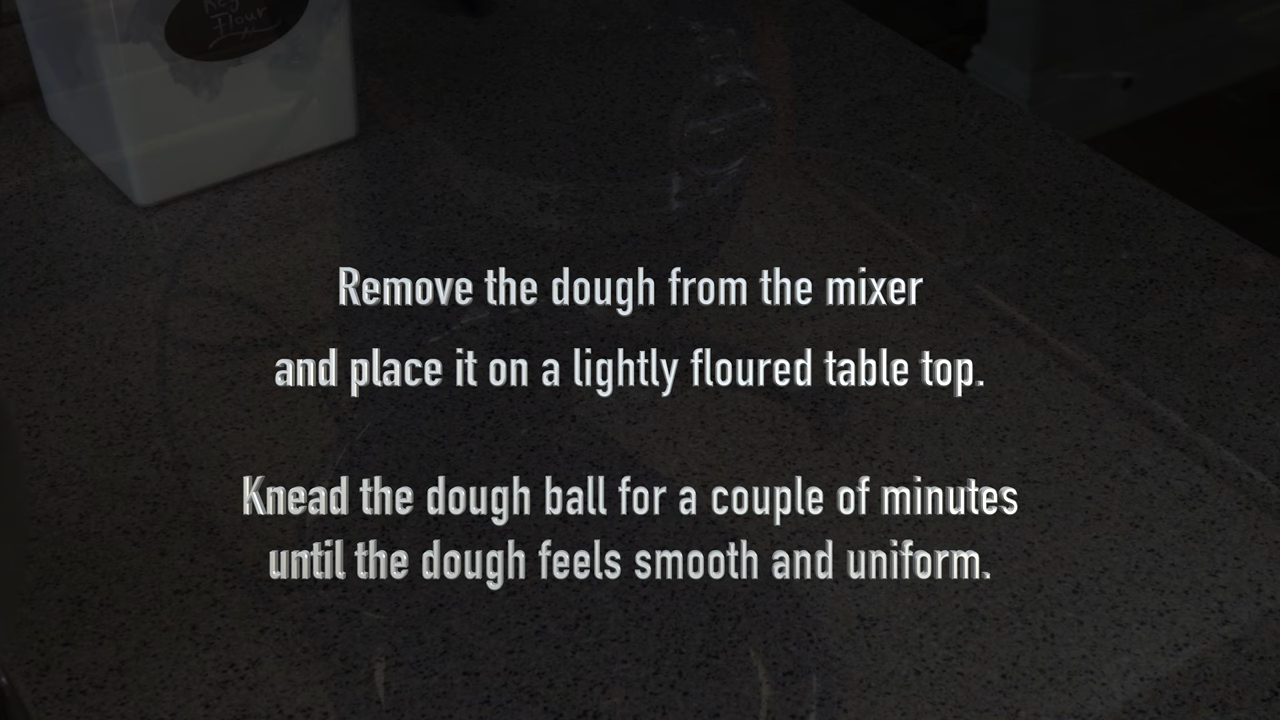 Flour
Remove the dough from the mixer
and place it on a lightly floured table top.
Knead the dough ball for a couple of minutes
until the dough feels smooth and uniform.